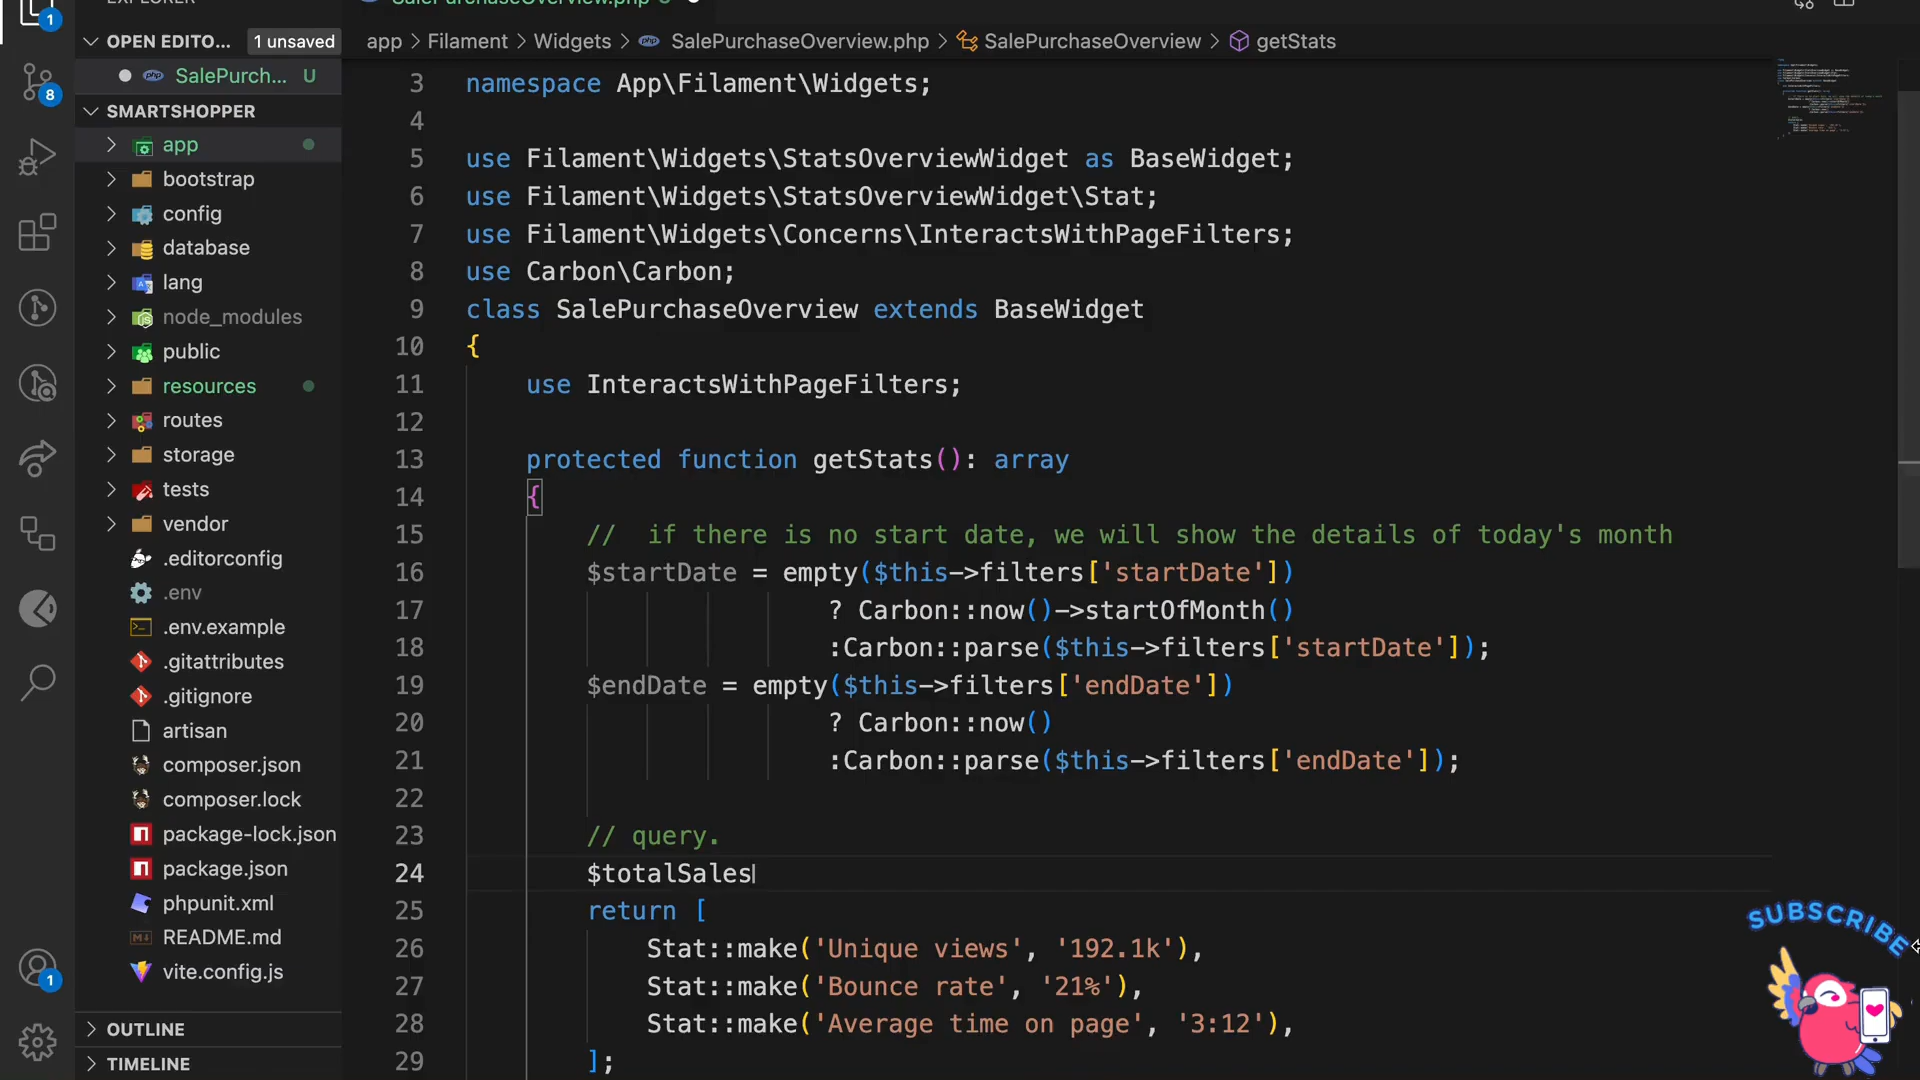 EXPLORER
SalePurchaseOverview.php
1
OPEN EDITO... 1 unsaved
app > Filament > Widgets > SalePurchaseOverview.php > SalePurchaseOverview > getStats
SalePurch... U
8
SMARTSHOPPER
app
bootstrap
config
database
lang
node_modules
public
resources
routes
storage
tests
vendor
.editorconfig
.env
.env.example
.gitattributes
.gitignore
artisan
composer.json
composer.lock
package-lock.json
package.json
phpunit.xml
README.md
vite.config.js
1
OUTLINE
TIMELINE
3 namespace App\Filament\Widgets;
4
5 use Filament\Widgets\StatsOverviewWidget as BaseWidget;
6 use Filament\Widgets\StatsOverviewWidget\Stat;
7 use Filament\Widgets\Concerns\InteractsWithPageFilters;
8 use Carbon\Carbon;
9 class SalePurchaseOverview extends BaseWidget
10 {
11 use InteractsWithPageFilters;
12
13 protected function getStats(): array
14 {
15 // if there is no start date, we will show the details of today's month
16 $startDate = empty($this->filters['startDate'])
17 ? Carbon::now()->startOfMonth()
18 :Carbon::parse($this->filters['startDate']);
19 $endDate = empty($this->filters['endDate'])
20 ? Carbon::now()
21 :Carbon::parse($this->filters['endDate']);
22
23 // query.
24 $totalSales
25 return [
26 Stat::make('Unique views', '192.1k'),
27 Stat::make('Bounce rate', '21%'),
28 Stat::make('Average time on page', '3:12'),
29 ];
SUBSCRIBE